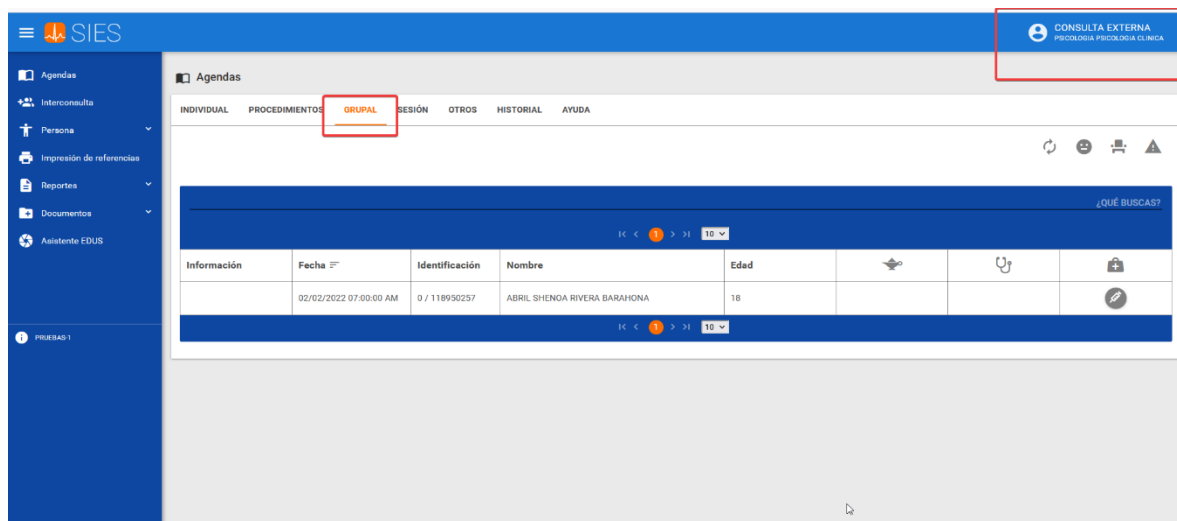 SIES
CONSULTA EXTERNA
PSICOLOGIA PSICOLOGIA CLINICA
Agendas
Interconsulta
Persona
Impresión de referencias
Reportes
Documentos
Asistente EDUS
PRUEBAS-1
Agendas
INDIVIDUAL PROCEDIMIENTOS GRUPAL SESIÓN OTROS HISTORIAL AYUDA
¿QUÉ BUSCAS?
1 10
Información Fecha Identificación Nombre Edad
02/02/2022 07:00:00 AM 0 / 118950257 ABRIL SHENOA RIVERA BARAHONA 18
1 10